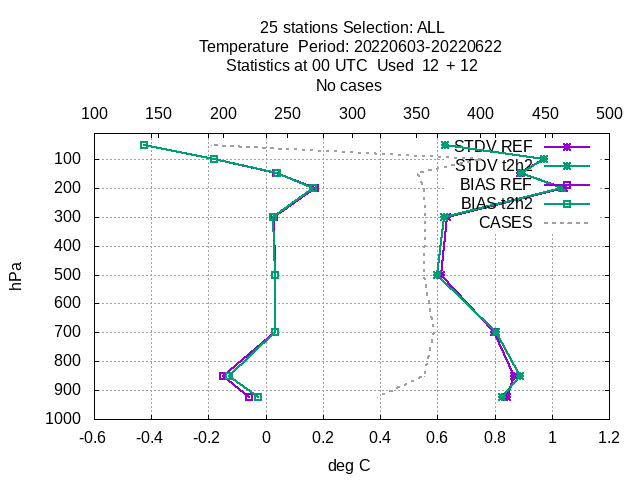 25 stations Selection: ALL
Temperature  Period: 20220603-20220622
Statistics at 00 UTC  Used  12  + 12
No cases
100 150 200 250 300 350 400 450 500
STDV REF
STDV t2h2
BIAS REF
BIAS t2h2
CASES
100
200
300
400
500
600
700
800
900
1000
hPa
-0.6 -0.4 -0.2 0 0.2 0.4 0.6 0.8 1 1.2
deg C